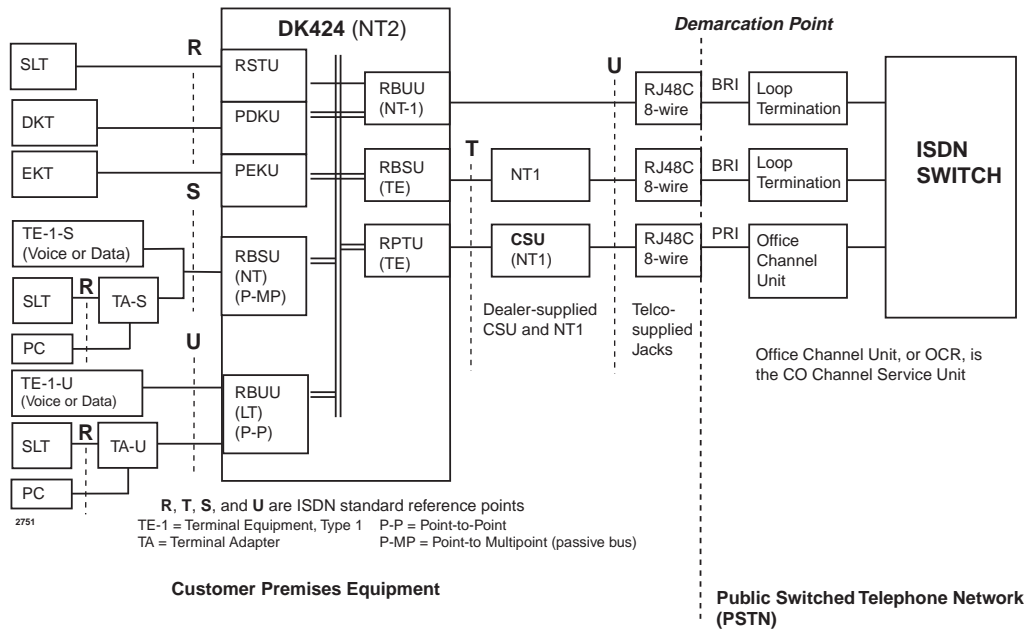 DK424 (NT2)
Demarcation Point
R
U
SLT
RSTU
RBUU
(NT-1)
RJ48C
8-wire
BRI
Loop
Termination
ISDN
SWITCH
DKT
PDKU
EKT
PEKU
S
T
RBSU
(TE)
NT1
RJ48C
8-wire
BRI
Loop
Termination
TE-1-S
(Voice or Data)
RBSU
(NT)
(P-MP)
RPTU
(TE)
CSU
(NT1)
RJ48C
8-wire
PRI
Office
Channel
Unit
SLT
R
TA-S
PC
U
Dealer-supplied
CSU and NT1
Telco-
supplied
Jacks
Office Channel Unit, or OCR, is
the CO Channel Service Unit
TE-1-U
(Voice or Data)
RBUU
(LT)
(P-P)
SLT
R
TA-U
PC
2751
R, T, S, and U are ISDN standard reference points
TE-1 = Terminal Equipment, Type 1 P-P = Point-to-Point
TA = Terminal Adapter P-MP = Point-to Multipoint (passive bus)
Customer Premises Equipment
Public Switched Telephone Network
(PSTN)